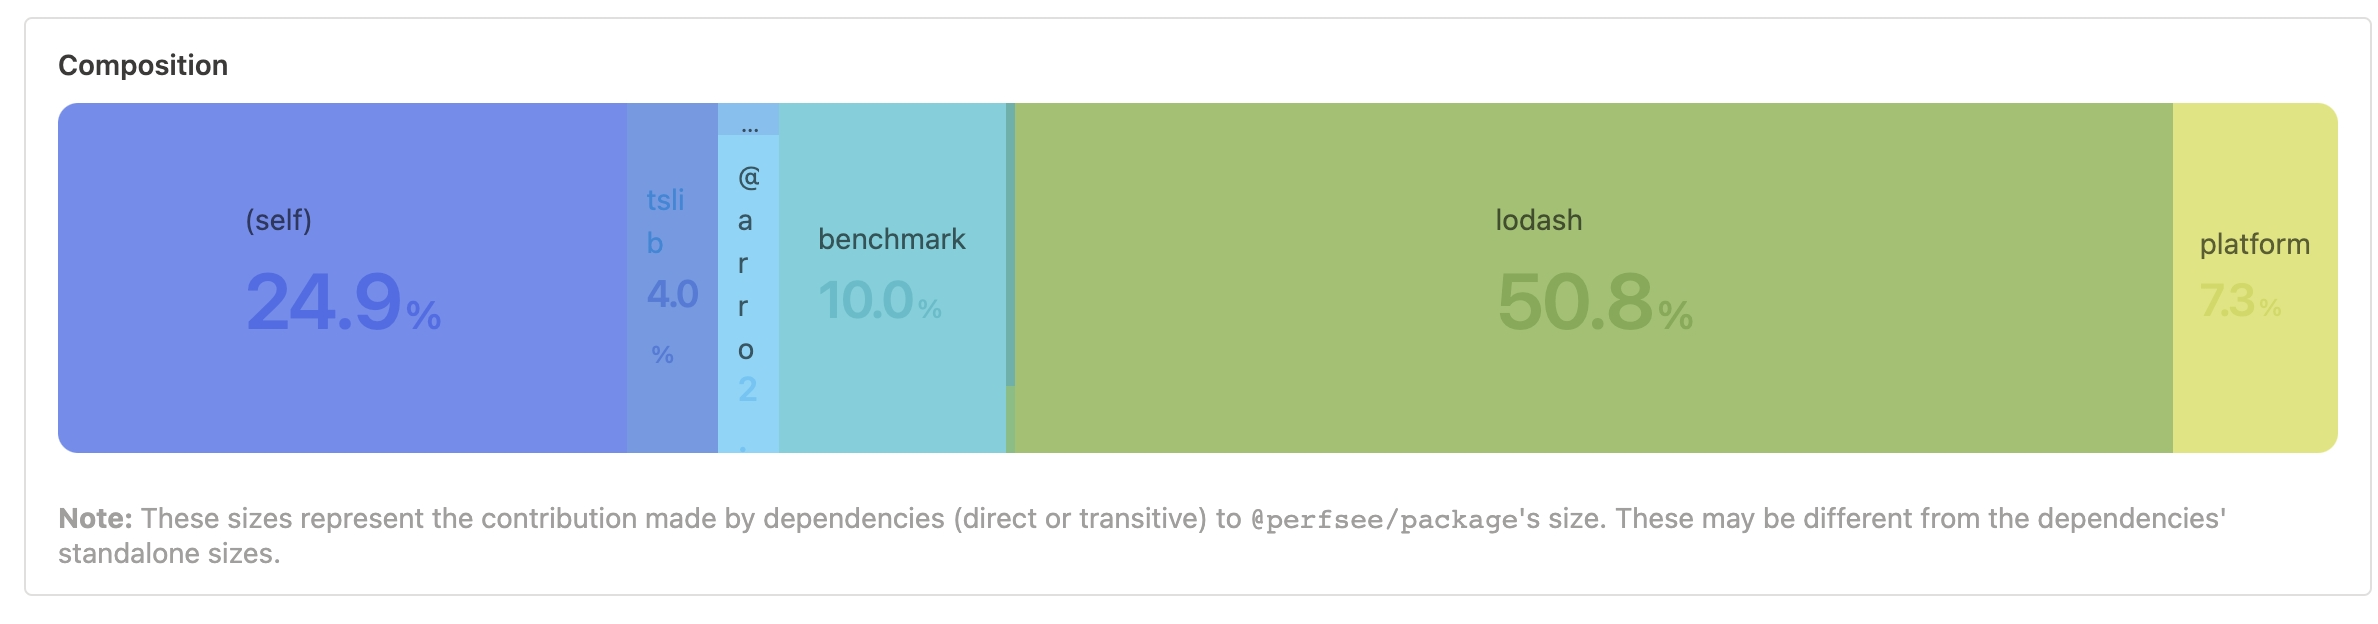 Composition
(self)
24.9%
tsli
b
4.0
%
...
@
a
r
r
o
2
.
benchmark
10.0%
lodash
50.8%
platform
7.3%
Note: These sizes represent the contribution made by dependencies (direct or transitive) to @perfsee/package's size. These may be different from the dependencies'
standalone sizes.